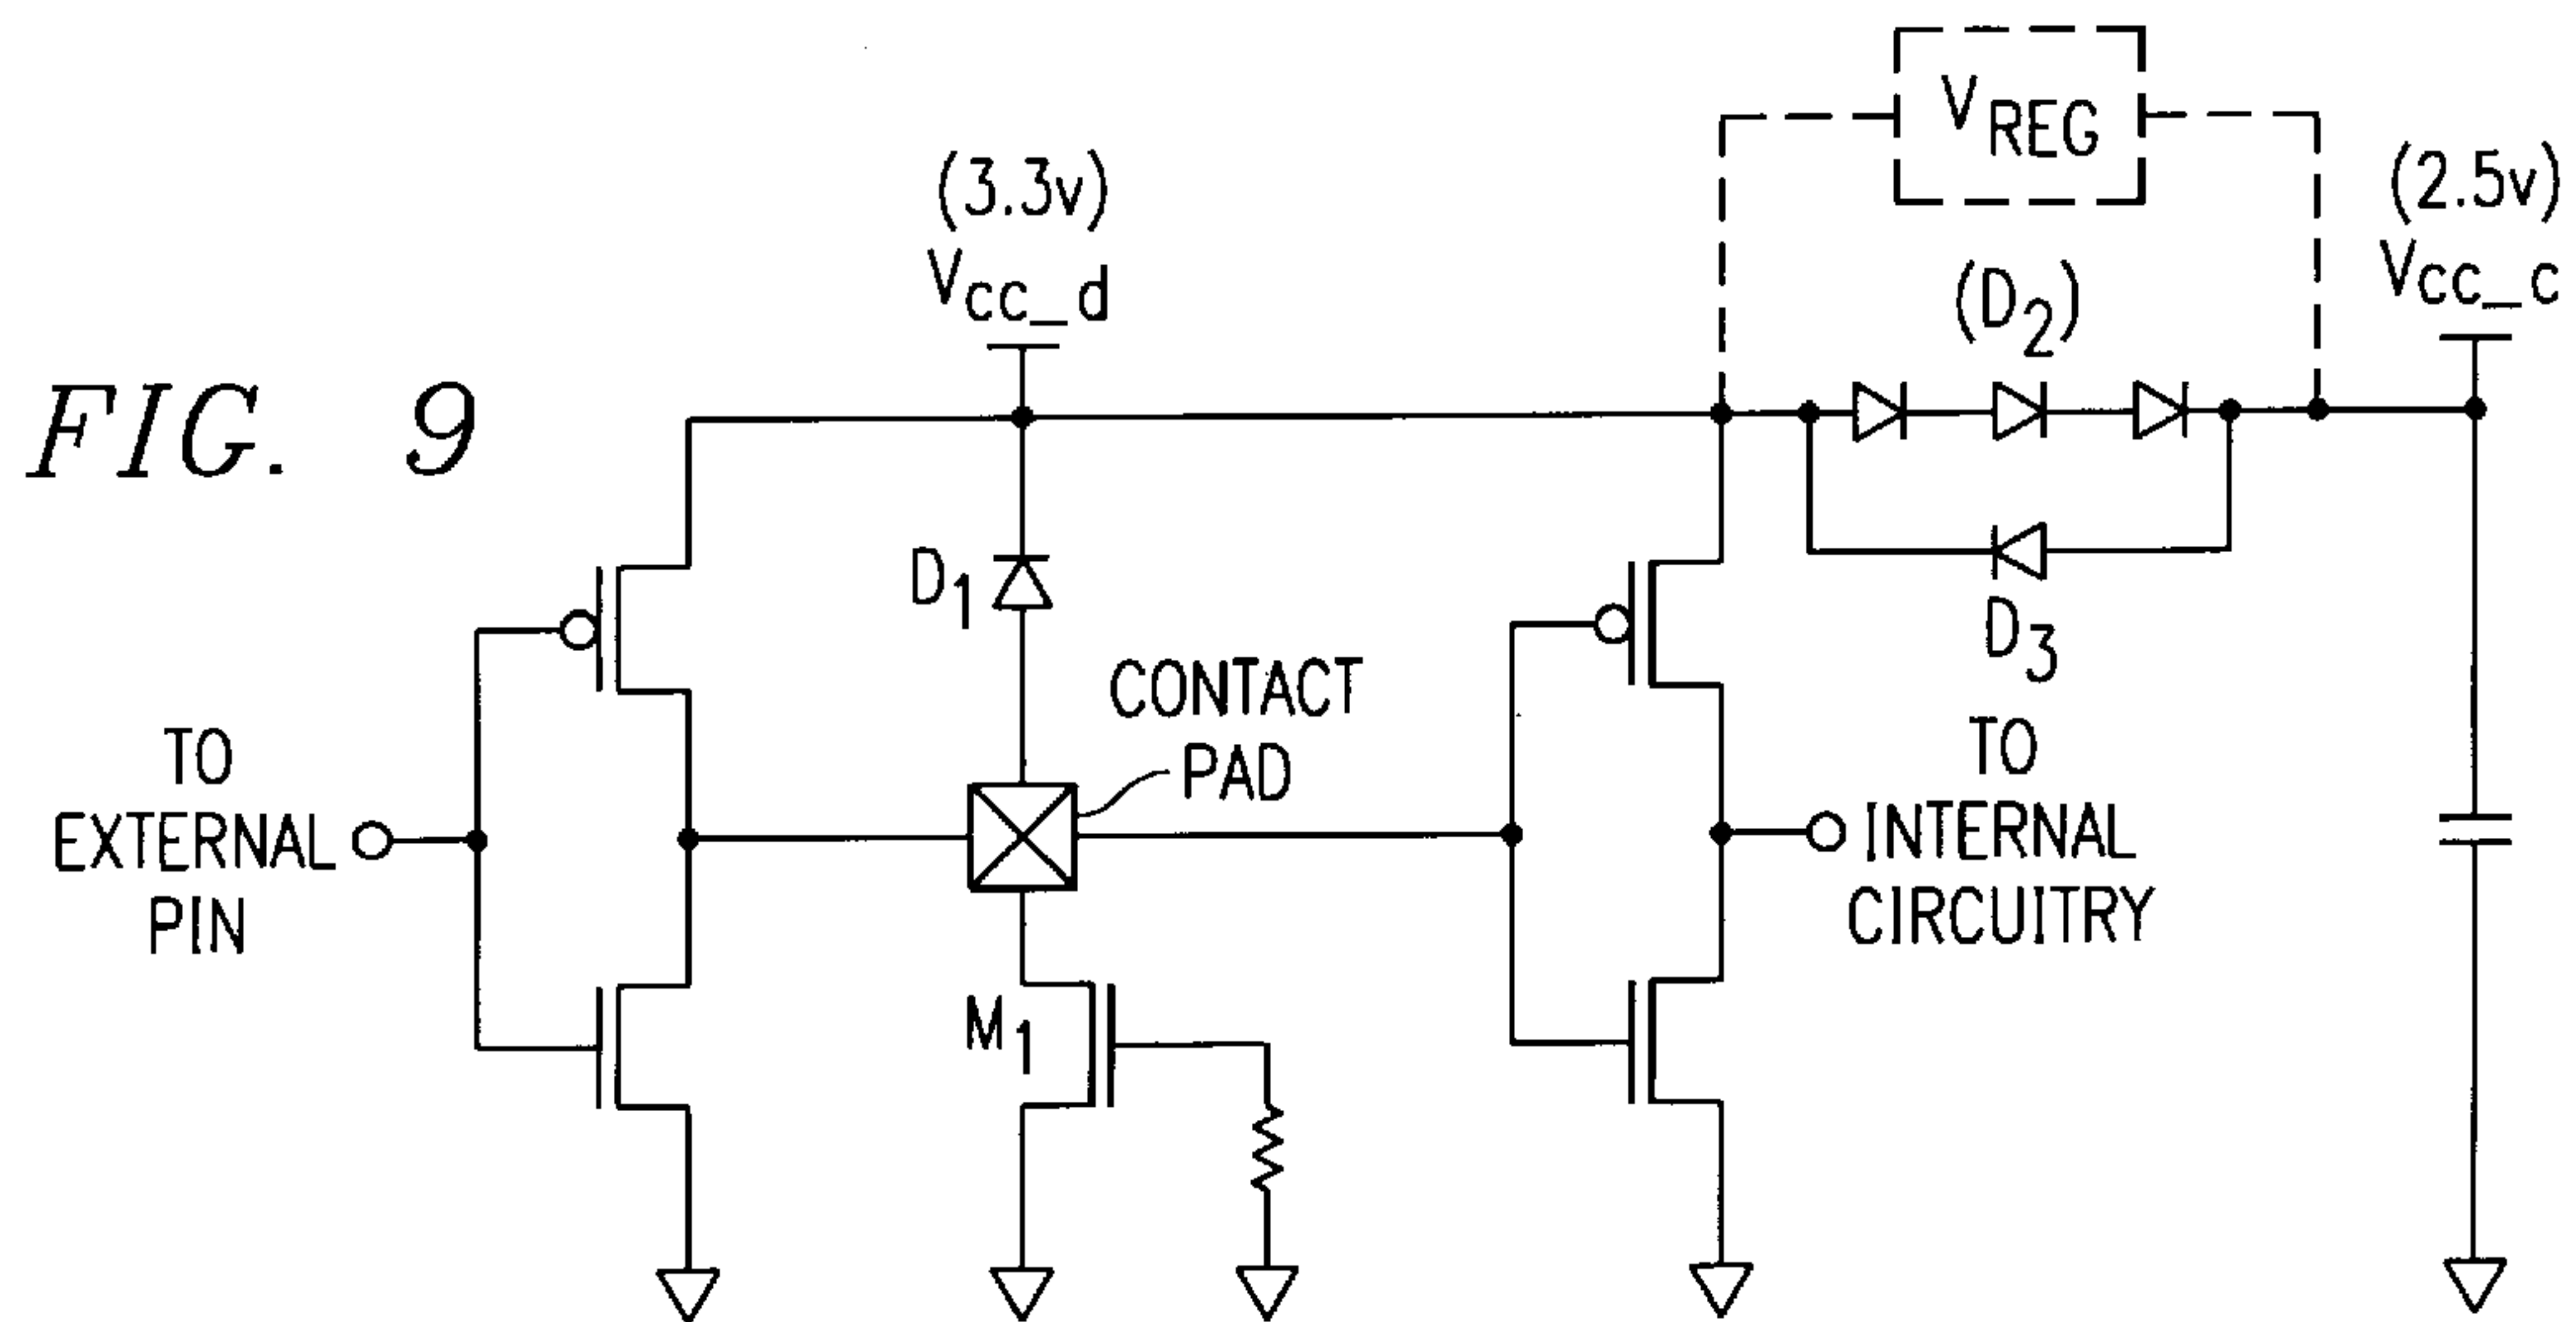 FIG. 9
(3.3v)
Vcc_d
VREG
(2.5v)
Vcc_c
(D2)
D1
D3
CONTACT
PAD
TO
EXTERNAL
PIN
M1
TO
INTERNAL
CIRCUITRY